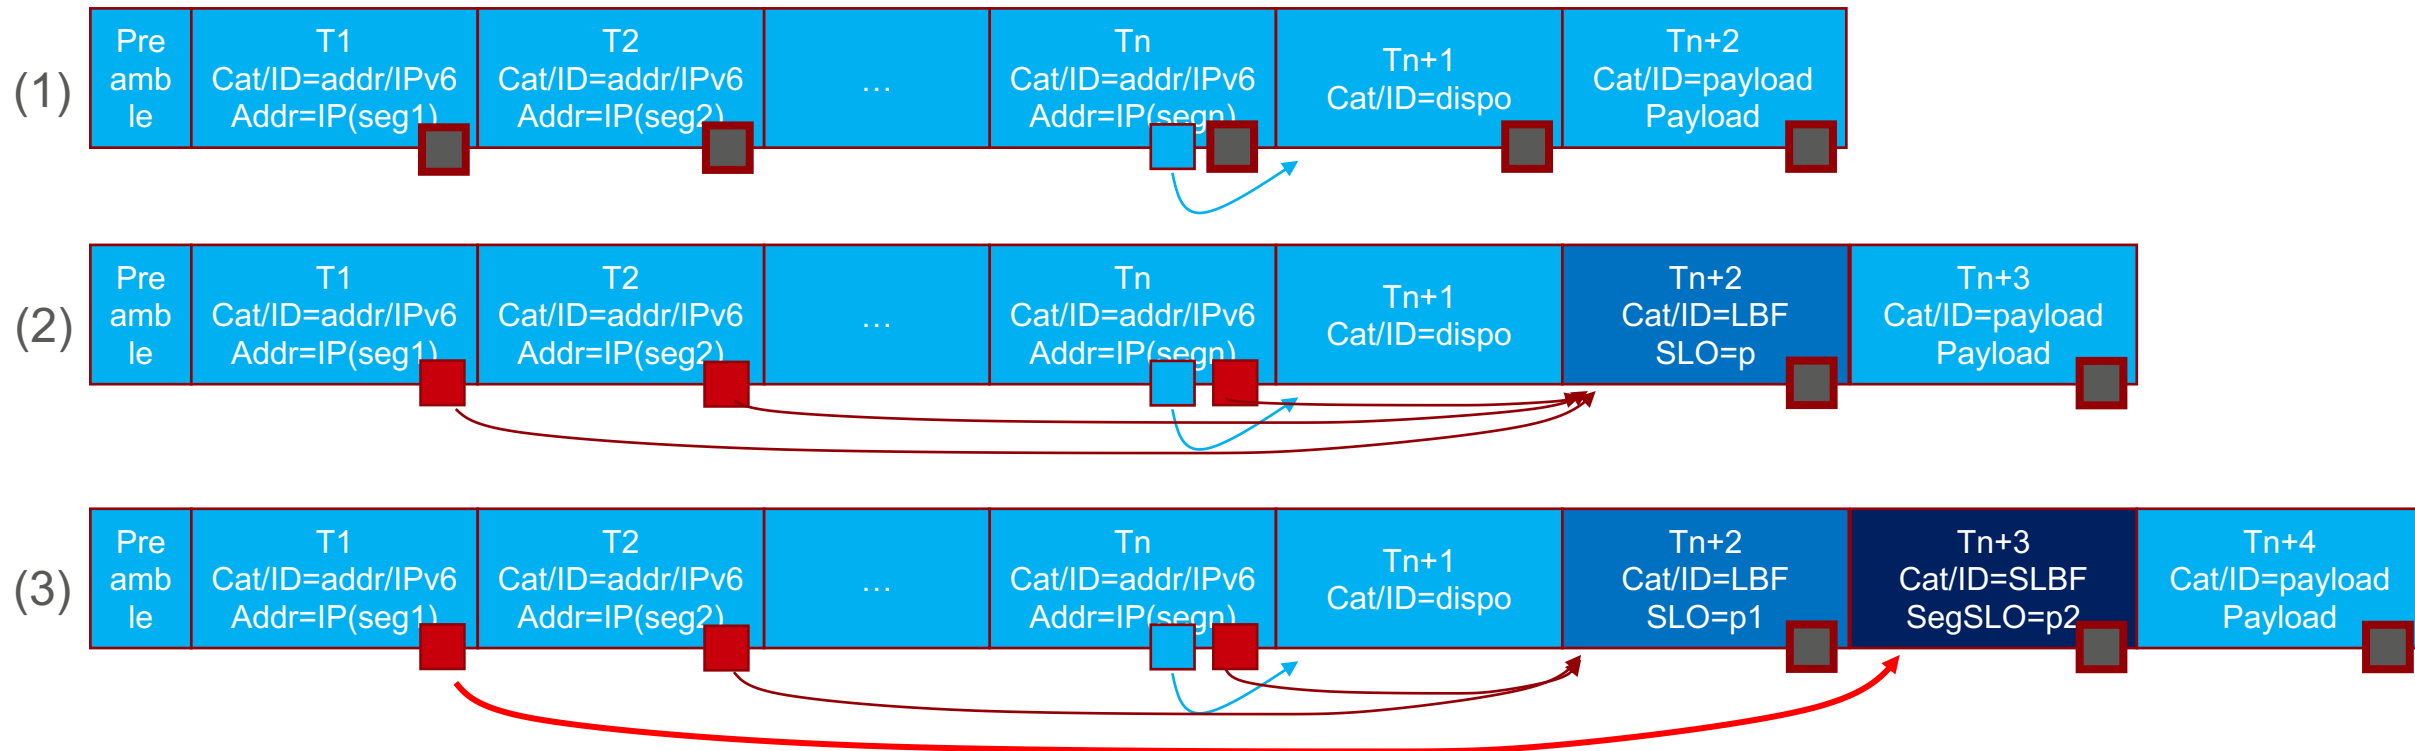 (1)
Pre
amb
le
T1
Cat/ID=addr/IPv6
Addr=IP(seg1)
T2
Cat/ID=addr/IPv6
Addr=IP(seg2)
...
Tn
Cat/ID=addr/IPv6
Addr=IP(segn)
Tn+1
Cat/ID=dispo
Tn+2
Cat/ID=payload
Payload
(2)
Pre
amb
le
T1
Cat/ID=addr/IPv6
Addr=IP(seg1)
T2
Cat/ID=addr/IPv6
Addr=IP(seg2)
...
Tn
Cat/ID=addr/IPv6
Addr=IP(segn)
Tn+1
Cat/ID=dispo
Tn+2
Cat/ID=LBF
SLO=p
Tn+3
Cat/ID=payload
Payload
(3)
Pre
amb
le
T1
Cat/ID=addr/IPv6
Addr=IP(seg1)
T2
Cat/ID=addr/IPv6
Addr=IP(seg2)
...
Tn
Cat/ID=addr/IPv6
Addr=IP(segn)
Tn+1
Cat/ID=dispo
Tn+2
Cat/ID=LBF
SLO=p1
Tn+3
Cat/ID=SLBF
SegSLO=p2
Tn+4
Cat/ID=payload
Payload